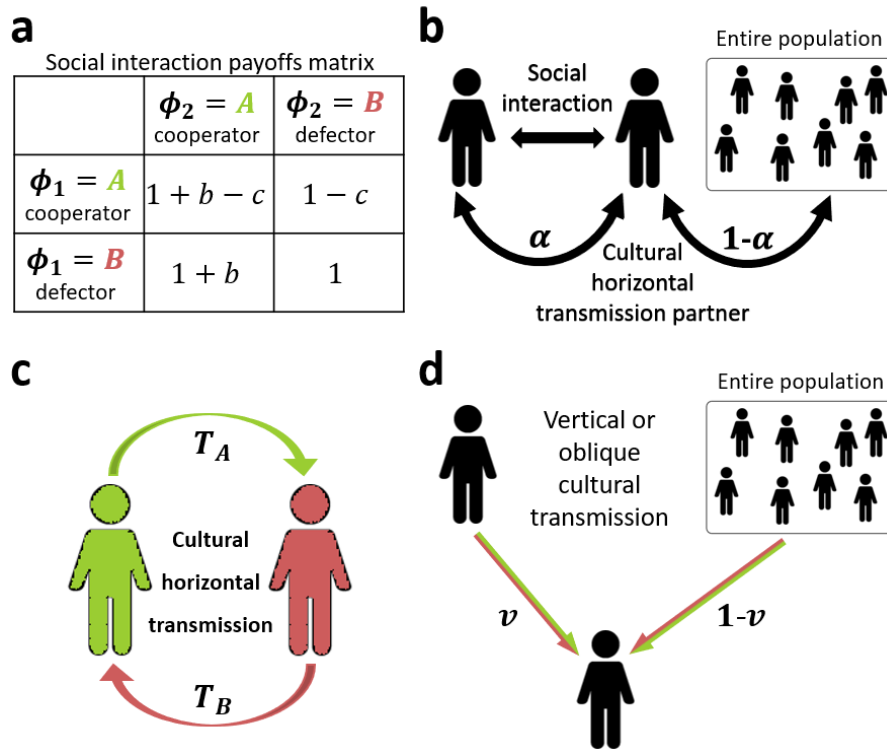 a
Social interaction payoffs matrix
ϕ₂ = A
cooperator
ϕ₂ = B
defector
ϕ₁ = A
cooperator
1 + b − c
1 − c
ϕ₁ = B
defector
1 + b
1
b
Entire population
Social
interaction
α
1-α
Cultural
horizontal
transmission partner
c
T_A
Cultural
horizontal
transmission
T_B
d
Entire population
Vertical or
oblique
cultural
transmission
v
1-v